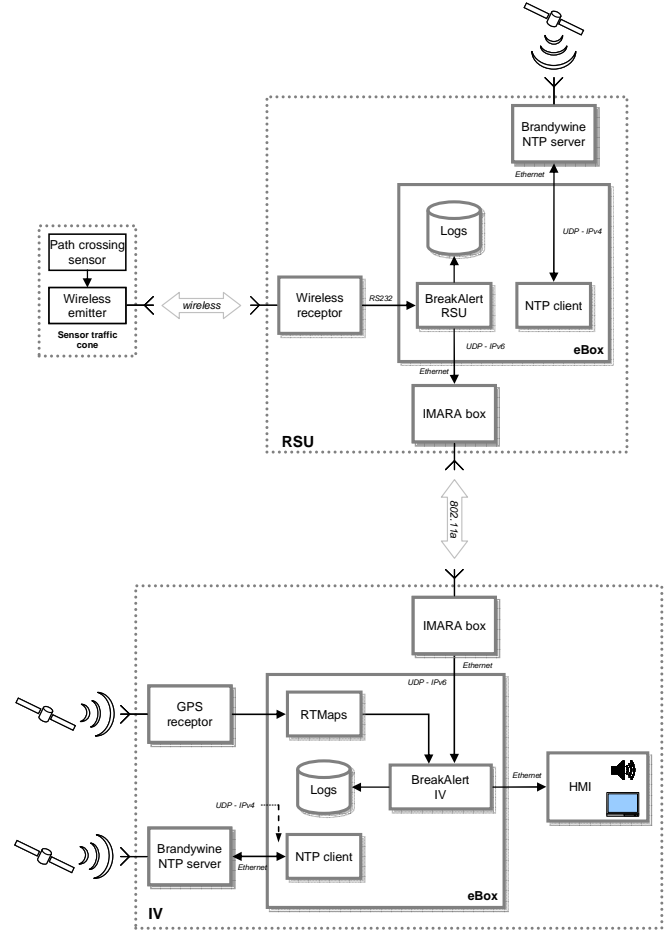 Brandywine
NTP server
Ethernet
Logs
UDP - IPv4
Path crossing
sensor
Wireless
emitter
Sensor traffic
cone
wireless
Wireless
receptor
RS232
BreakAlert
RSU
NTP client
UDP - IPv6
eBox
Ethernet
IMARA box
RSU
802.11a
IMARA box
Ethernet
UDP - IPv6
GPS
receptor
RTMaps
BreakAlert
IV
Ethernet
HMI
Logs
UDP - IPv4
Brandywine
NTP server
Ethernet
NTP client
eBox
IV